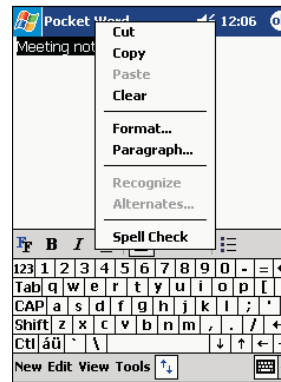 Pocket Word 12:06
Meeting not
Cut
Copy
Paste
Clear
Format...
Paragraph...
Recognize
Alternates...
Spell Check
B I
123 1 2 3 4 5 6 7 8 9 0 - =
Tab q w e r t y u i o p [
CAP a s d f g h j k l ; '
Shift z x c v b n m , . /
Ctl áü ` \
New Edit View Tools